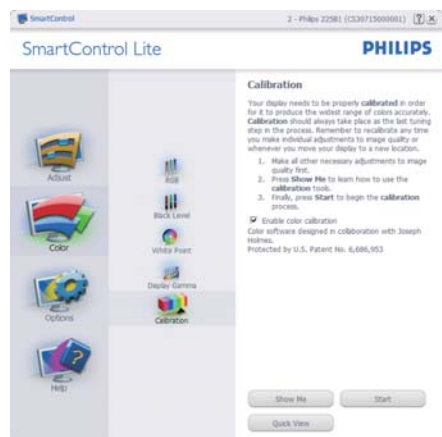 SmartControl
2 - Philips 225B1 (CS30715000001)
SmartControl Lite
PHILIPS
Adjust
Color
Options
Help
RGB
Black Level
White Point
Display Gamma
Calibration
Calibration
Your display needs to be properly calibrated in order
for it to produce the widest range of colors accurately.
Calibration should always take place as the last tuning
step in the process. Remember to recalibrate any time
you make individual adjustments to image quality or
whenever you move your display to a new location.
1. Make all other necessary adjustments to image
quality first.
2. Press Show Me to learn how to use the
calibration tools.
3. Finally, press Start to begin the calibration
process.
Enable color calibration
Color software designed in collaboration with Joseph
Holmes.
Protected by U.S. Patent No. 6,686,953
Show Me
Start
Quick View